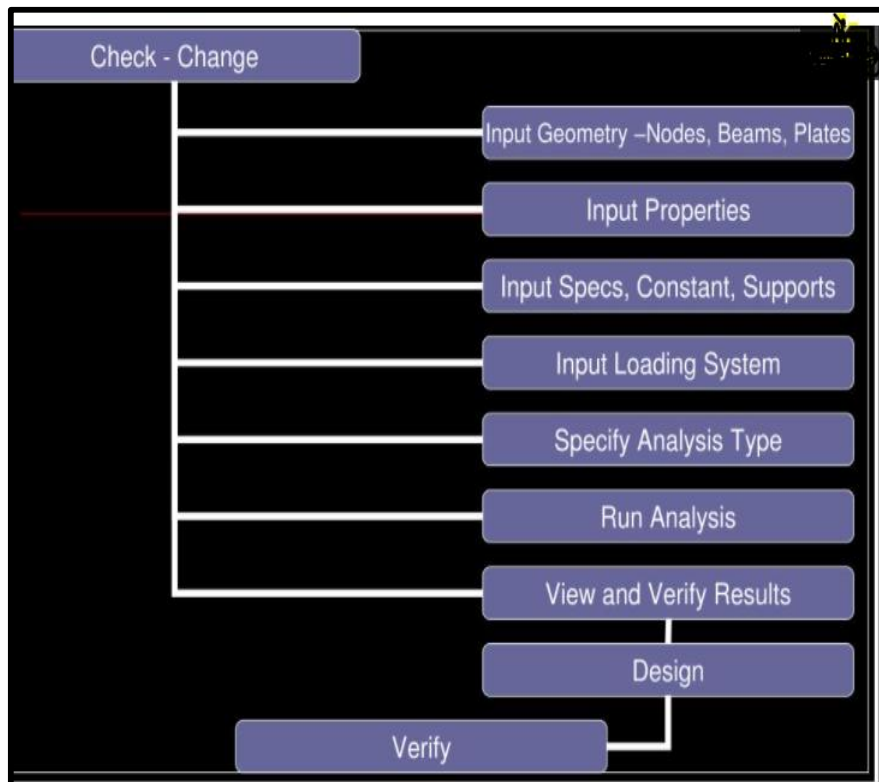 Check - Change
Input Geometry –Nodes, Beams, Plates
Input Properties
Input Specs, Constant, Supports
Input Loading System
Specify Analysis Type
Run Analysis
View and Verify Results
Design
Verify